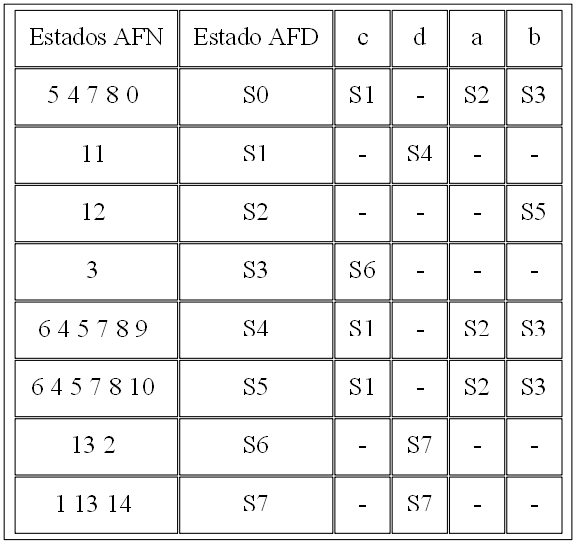 Estados AFN Estado AFD c d a b
5 4 7 8 0 S0 S1 - S2 S3
11 S1 - S4 - -
12 S2 - - - S5
3 S3 S6 - - -
6 4 5 7 8 9 S4 S1 - S2 S3
6 4 5 7 8 10 S5 S1 - S2 S3
13 2 S6 - S7 - -
1 13 14 S7 - S7 - -